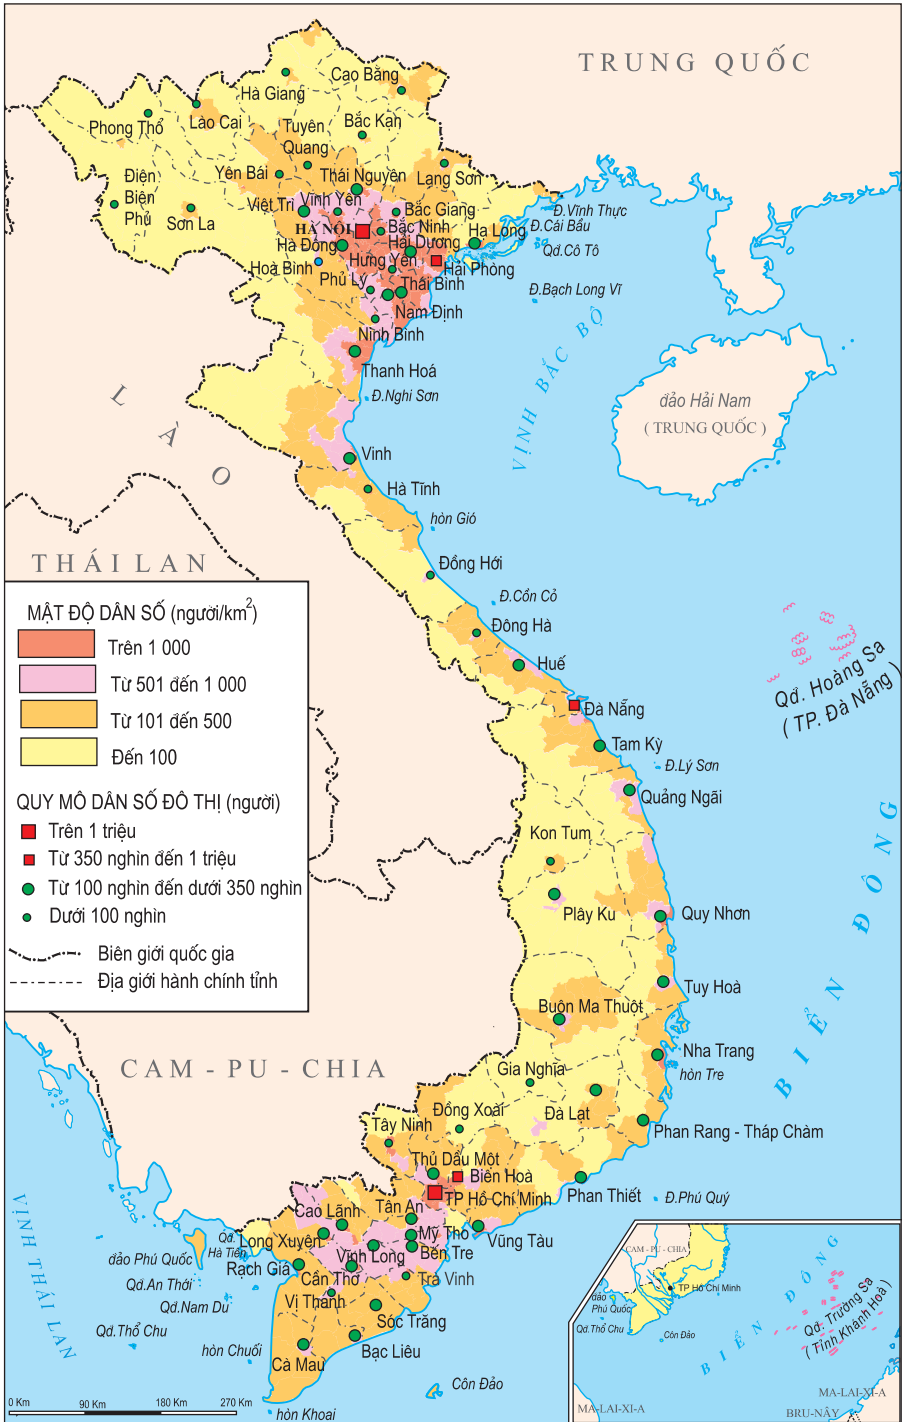 TRUNG QUỐC
Cao Bằng
Hà Giang
Lào Cai
Phong Thổ
Tuyên
Quang
Bắc Kạn
Điện
Biên
Phủ
Yên Bái
Thái Nguyên
Lạng Sơn
Sơn La
Việt Trì
Vĩnh Yên
Bắc Giang
Đ.Vĩnh Thực
HÀ NỘI
Bắc Ninh
Hạ Long
Đ.Cái Bầu
Hà Đông
Hải Dương
Qđ.Cô Tô
Hoà Bình
Hưng Yên
Hải Phòng
Phủ Lý
Thái Bình
Đ.Bạch Long Vĩ
Nam Định
Ninh Bình
VỊNH BẮC BỘ
Thanh Hoá
Đ.Nghi Sơn
LÀO
đảo Hải Nam
( TRUNG QUỐC )
Vinh
Hà Tĩnh
hòn Gió
THÁI LAN
Đồng Hới
Đ.Cồn Cỏ
Đông Hà
Huế
Qđ. Hoàng Sa
( TP. Đà Nẵng )
Đà Nẵng
Tam Kỳ
Đ.Lý Sơn
Quảng Ngãi
MẬT ĐỘ DÂN SỐ (người/km2)
Trên 1 000
Từ 501 đến 1 000
Từ 101 đến 500
Đến 100
QUY MÔ DÂN SỐ ĐÔ THỊ (người)
Trên 1 triệu
Từ 350 nghìn đến 1 triệu
Từ 100 nghìn đến dưới 350 nghìn
Dưới 100 nghìn
Biên giới quốc gia
Địa giới hành chính tỉnh
Kon Tum
Plây Ku
Quy Nhơn
BIỂN ĐÔNG
Tuy Hoà
Buôn Ma Thuột
CAM - PU - CHIA
Nha Trang
hòn Tre
Gia Nghĩa
Đồng Xoài
Đà Lạt
Tây Ninh
Phan Rang - Tháp Chàm
Thủ Dầu Một
Biên Hoà
TP Hồ Chí Minh
Phan Thiết
Đ.Phú Quý
Tân An
Cao Lãnh
Mỹ Tho
Vũng Tàu
Qđ.
Hà Tiên
Long Xuyên
Vĩnh Long
Bến Tre
đảo Phú Quốc
Rạch Giá
Cần Thơ
Trà Vinh
Qđ.An Thới
Vị Thanh
Qđ.Nam Du
Sóc Trăng
Qđ.Thổ Chu
hòn Chuối
Cà Mau
Bạc Liêu
VỊNH THÁI LAN
Côn Đảo
hòn Khoai
0 Km
90 Km
180 Km
270 Km
CAM - PU - CHIA
TP Hồ Chí Minh
đảo
Phú Quốc
Qđ.Thổ Chu
Côn Đảo
BIỂN ĐÔNG
Qđ. Trường Sa
( Tỉnh Khánh Hoà )
MA-LAI-XI-A
MA-LAI-XI-A
BRU-NÂY